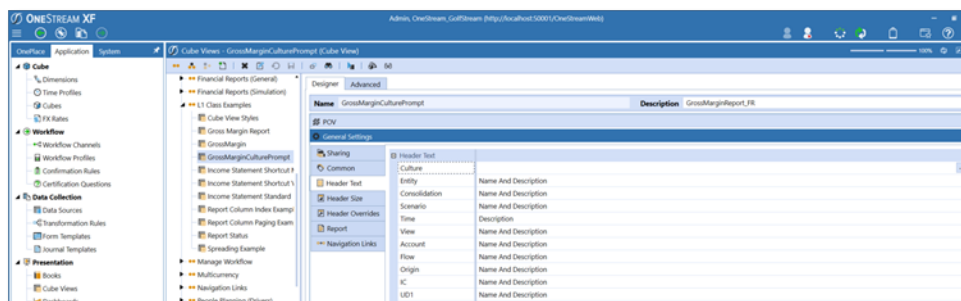 ONESTREAM XF
Admin, OneStream_GolfStream (http://localhost:50001/OneStreamWeb)
OnePlace Application System
Cube Views - GrossMarginCulturePrompt (Cube View)
100%
Cube
Dimensions
Time Profiles
Cubes
FX Rates
Workflow
Workflow Channels
Workflow Profiles
Confirmation Rules
Certification Questions
Data Collection
Data Sources
Transformation Rules
Form Templates
Journal Templates
Presentation
Books
Cube Views
Financial Reports (General)
Financial Reports (Simulation)
L1 Class Examples
Cube View Styles
Gross Margin Report
GrossMargin
GrossMarginCulturePrompt
Income Statement Shortcut
Income Statement Shortcut
Income Statement Standard
Report Column Index Exampl
Report Column Paging Exam
Report Status
Spreading Example
Manage Workflow
Multicurrency
Navigation Links
Designer Advanced
Name GrossMarginCulturePrompt Description GrossMarginReport_FR
POV
General Settings
Sharing
Common
Header Text
Header Size
Header Overrides
Report
Navigation Links
Header Text
Culture
Entity Name And Description
Consolidation Name And Description
Scenario Name And Description
Time Description
View Name And Description
Account Name And Description
Flow Name And Description
Origin Name And Description
IC Name And Description
UD1 Name And Description